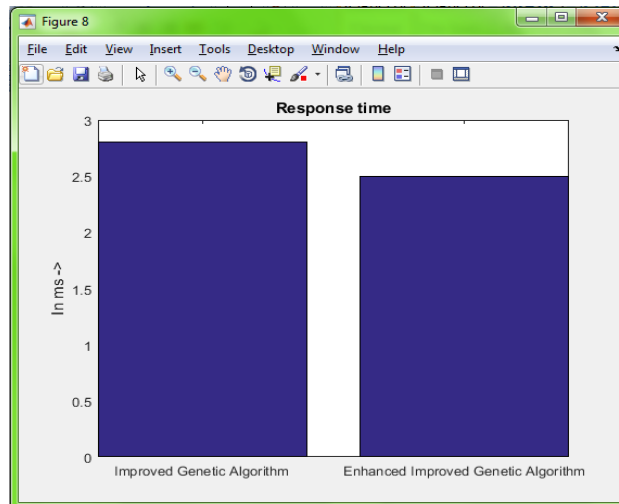 Figure 8
File Edit View Insert Tools Desktop Window Help
Response time
3
2.5
2
1.5
1
0.5
0
In ms ->
Improved Genetic Algorithm Enhanced Improved Genetic Algorithm